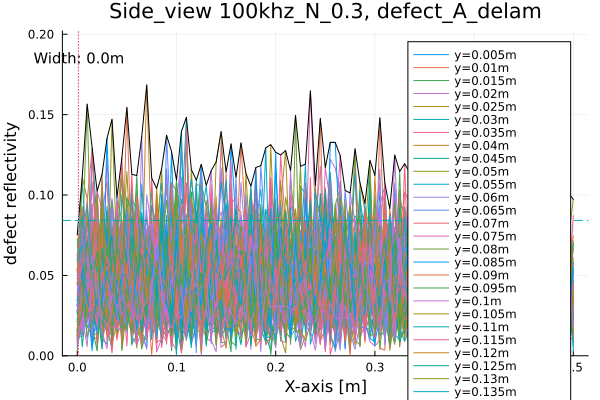 Side_view 100khz_N_0.3, defect_A_delam
0.20
Width: 0.0m
0.15
0.10
0.05
0.00
defect reflectivity
0.0
0.1
0.2
0.3
.5
X-axis [m]
y=0.005m
y=0.01m
y=0.015m
y=0.02m
y=0.025m
y=0.03m
y=0.035m
y=0.04m
y=0.045m
y=0.05m
y=0.055m
y=0.06m
y=0.065m
y=0.07m
y=0.075m
y=0.08m
y=0.085m
y=0.09m
y=0.095m
y=0.1m
y=0.105m
y=0.11m
y=0.115m
y=0.12m
y=0.125m
y=0.13m
y=0.135m